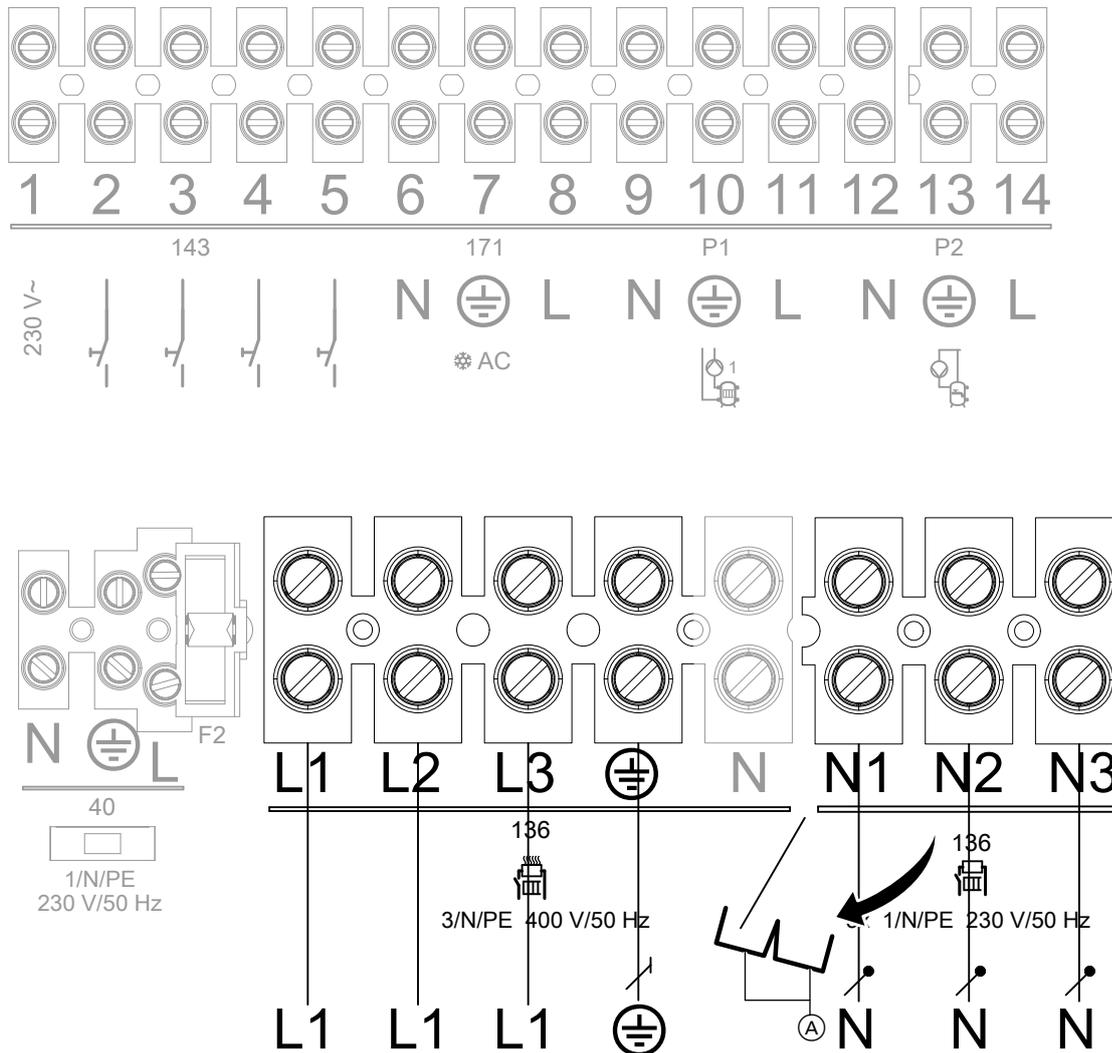 1 2 3 4 5 6 7 8 9 10 11 12 13 14
143 171 P1 P2
230 V~
N L N L N L
AC
1
F2
N L
L1 L2 L3 N N1 N2 N3
40
136 136
1/N/PE
230 V/50 Hz
3/N/PE 400 V/50 Hz 1/N/PE 230 V/50 Hz
L1 L1 L1 A N N N